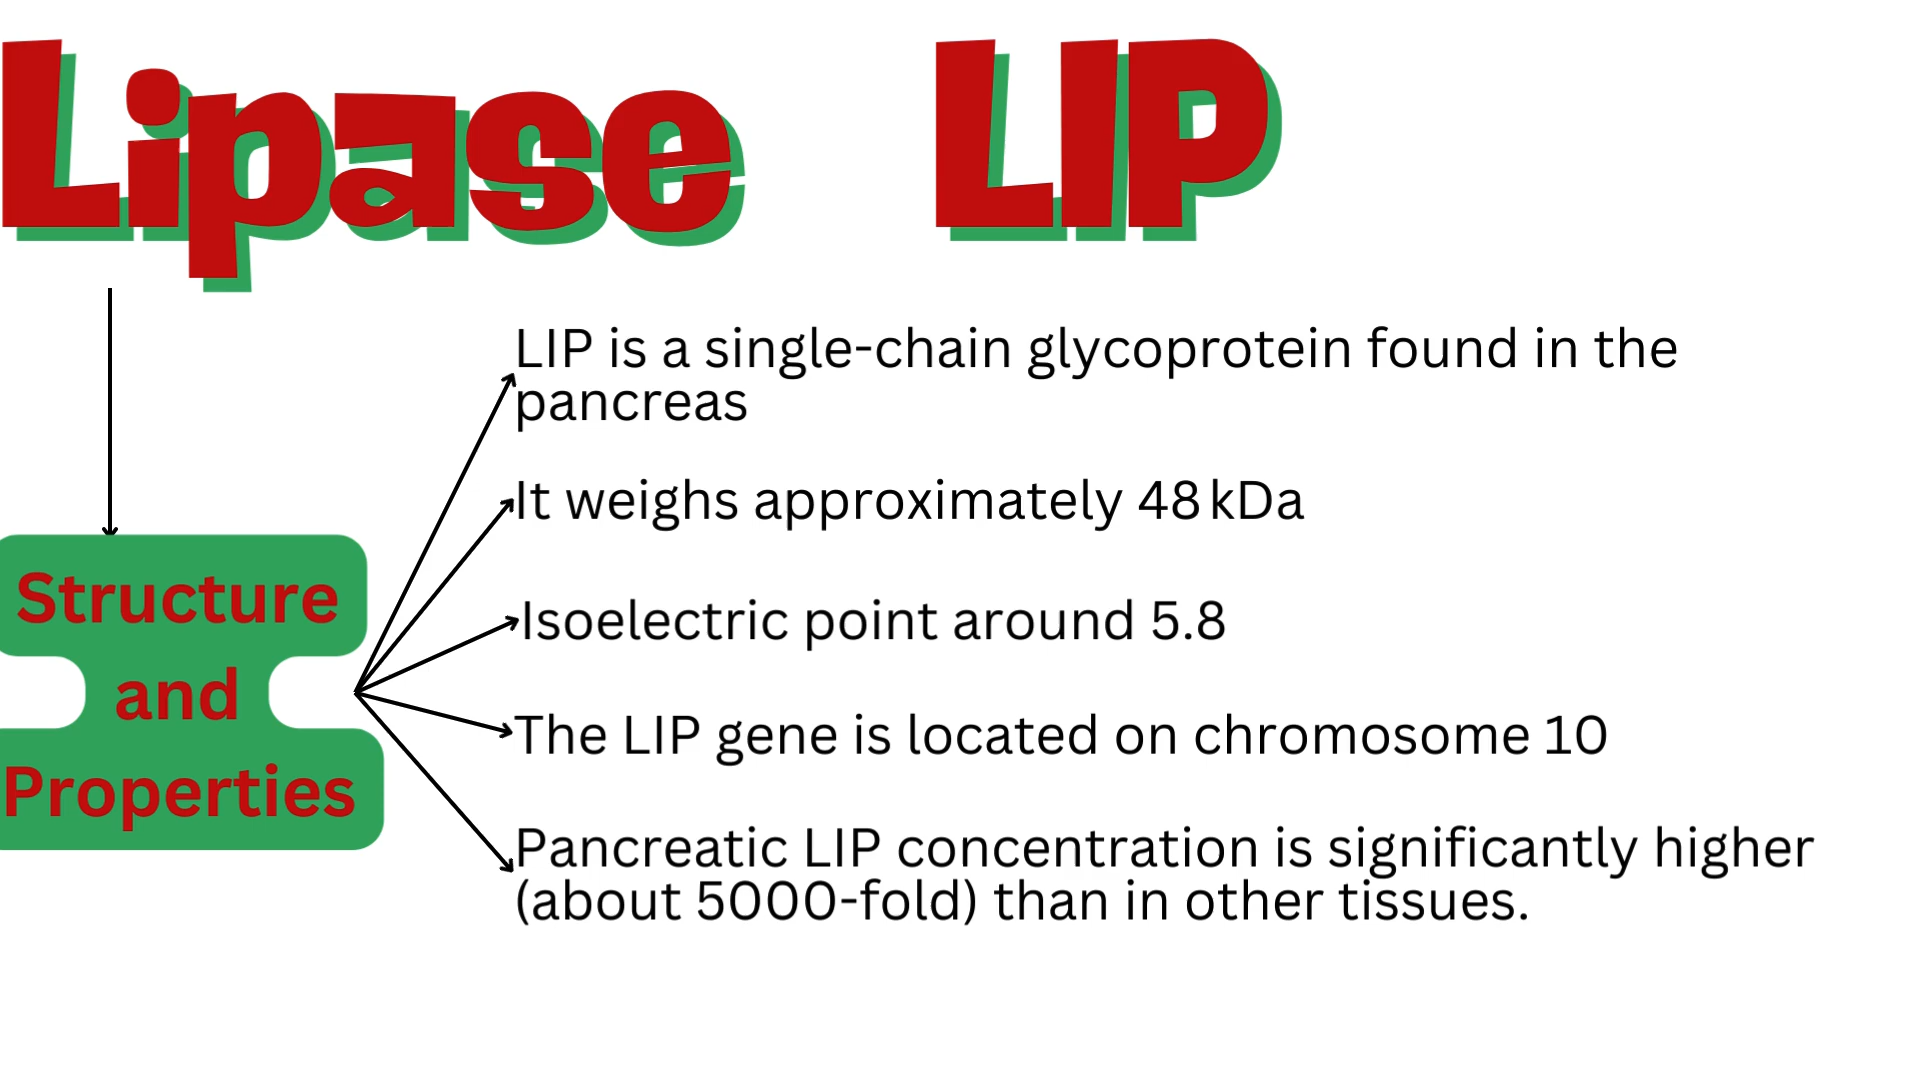 Lipase LIP
LIP is a single-chain glycoprotein found in the
pancreas
It weighs approximately 48 kDa
Structure
and
Properties
Isoelectric point around 5.8
The LIP gene is located on chromosome 10
Pancreatic LIP concentration is significantly higher
(about 5000-fold) than in other tissues.